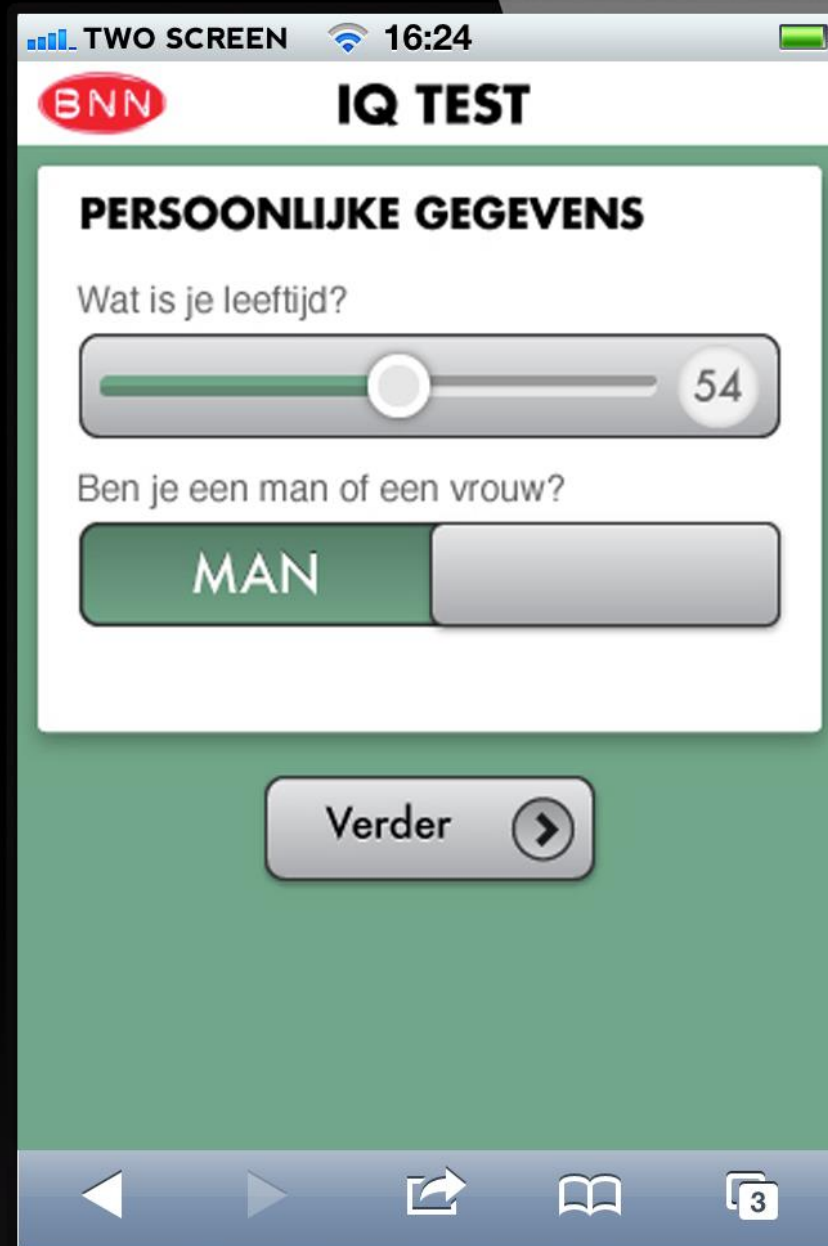 TWO SCREEN 16:24
BNN IQ TEST
PERSOONLIJKE GEGEVENS
Wat is je leeftijd?
54
Ben je een man of een vrouw?
MAN
Verder
3